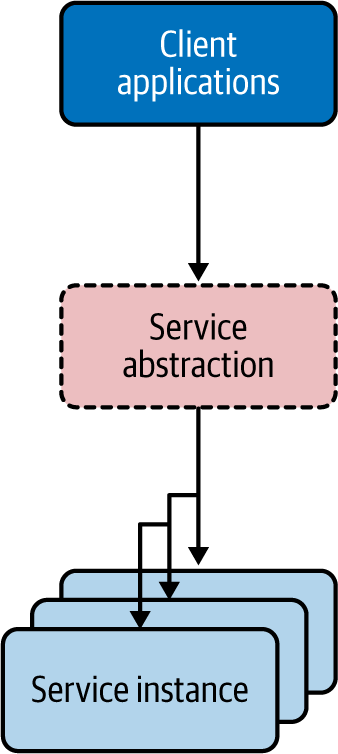 Client
applications
Service
abstraction
Service instance